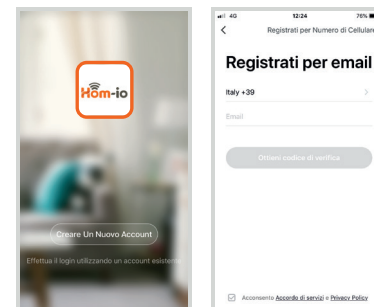 Hom-io
Creare Un Nuovo Account
Effettua il login utilizzando un account esistente
4G 12:24 76%
Registrati per Numero di Cellulare
Registrati per email
Italy +39
Email
Ottieni codice di verifica
Acconsento Accordo di servizi e Privacy Policy